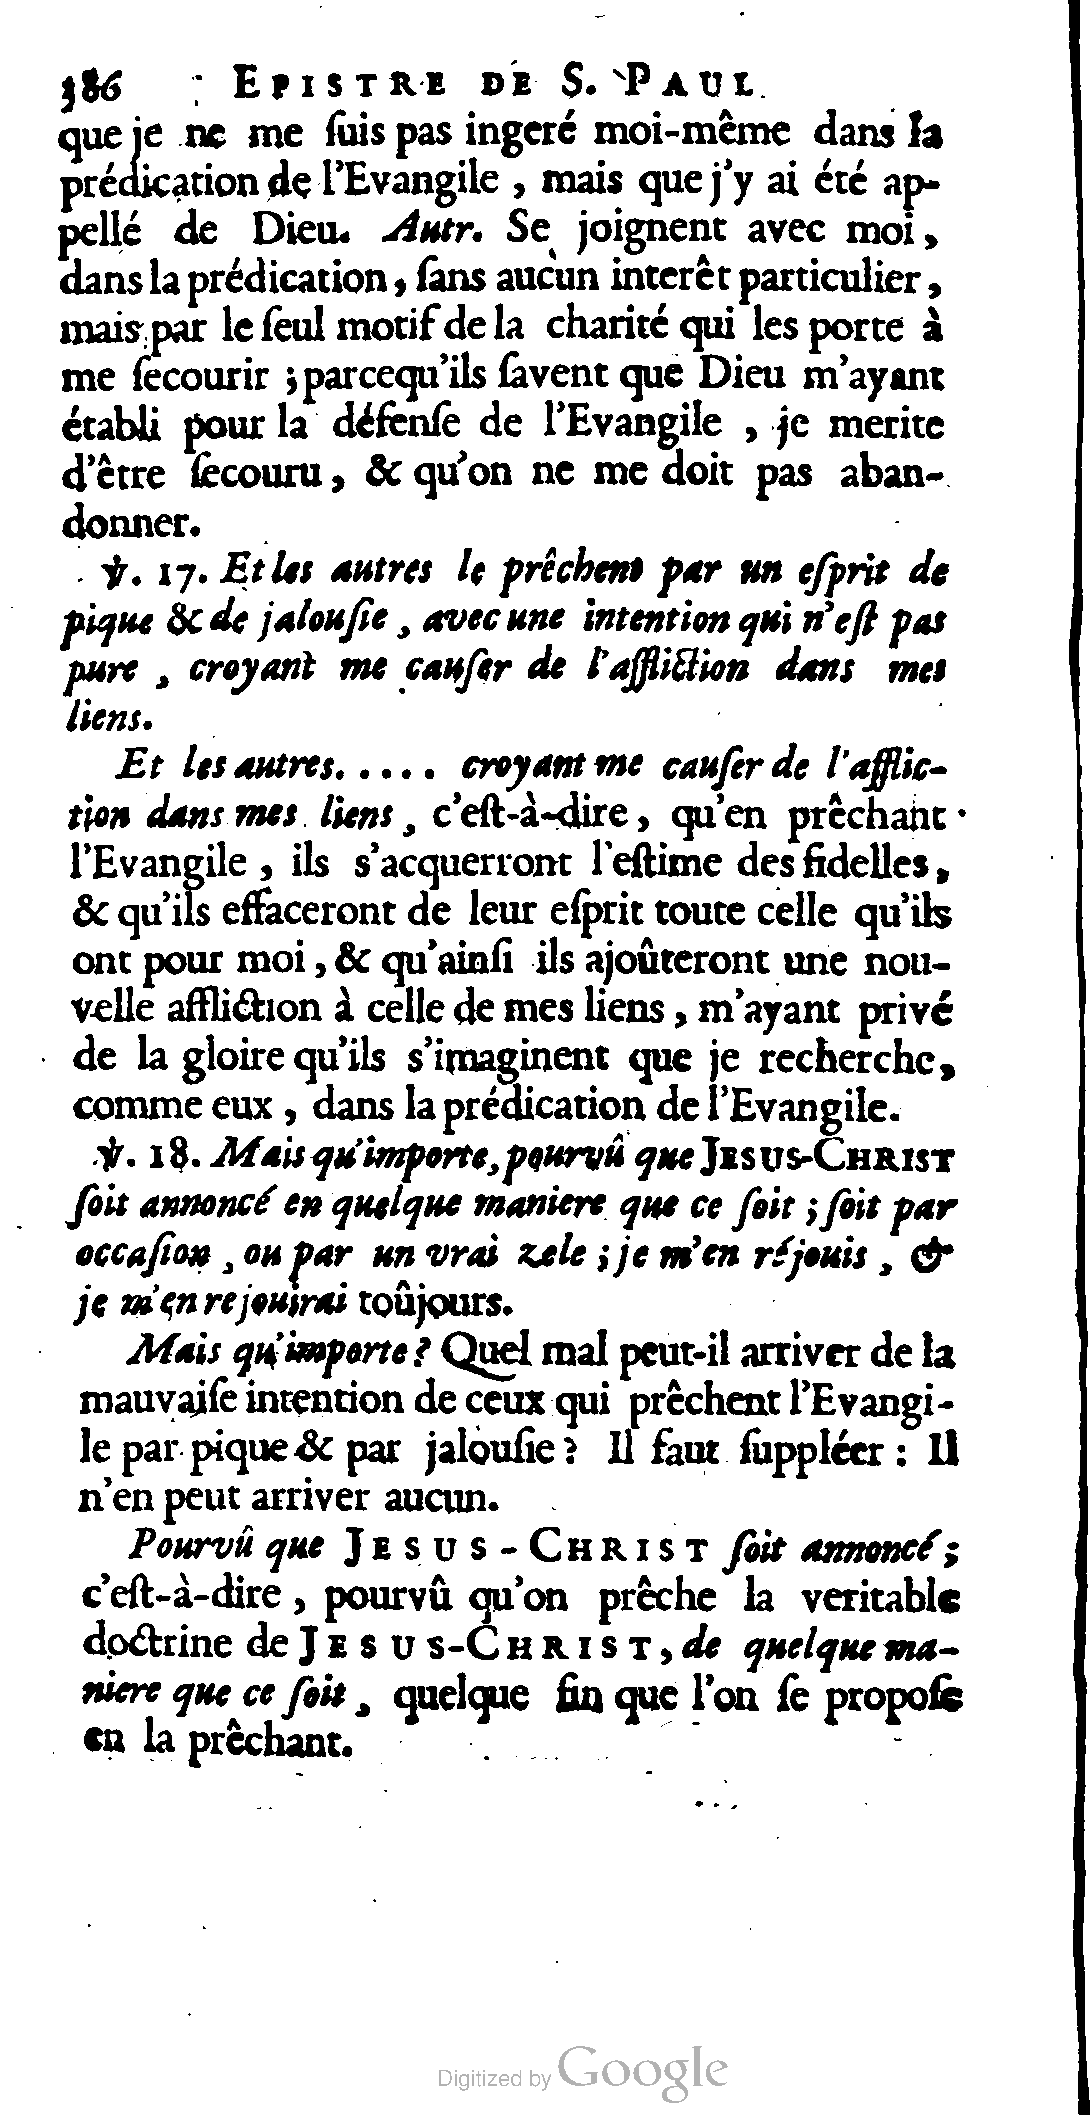 386 EPISTRE DE S. PAUL
que je ne me ſuis pas ingeré moi-même dans la
prédication de l'Evangile, mais que j'y ai été ap-
pellé de Dieu. Autr. Se joignent avec moi,
dans la prédication, ſans aucun interêt particulier,
mais par le ſeul motif de la charité qui les porte à
me ſecourir ; parcequ'ils ſavent que Dieu m'ayant
établi pour la défenſe de l'Evangile, je merite
d'être ſecouru, & qu'on ne me doit pas aban-
donner.
℣. 17. Et les autres le prêchent par un eſprit de
pique & de jalouſie, avec une intention qui n'eſt pas
pure, croyant me cauſer de l'affliction dans mes
liens.
Et les autres..... croyant me cauſer de l'afflic-
tion dans mes liens, c'eſt-à-dire, qu'en prêchant
l'Evangile, ils s'acquerront l'eſtime des fidelles,
& qu'ils effaceront de leur eſprit toute celle qu'ils
ont pour moi, & qu'ainſi ils ajoûteront une nou-
velle affliction à celle de mes liens, m'ayant privé
de la gloire qu'ils s'imaginent que je recherche,
comme eux, dans la prédication de l'Evangile.
℣. 18. Mais qu'importe, pourvû que JESUS-CHRIST
ſoit annoncé en quelque maniere que ce ſoit ; ſoit par
occaſion, ou par un vrai zele ; je m'en réjouis, &
je m'en rejouirai toûjours.
Mais qu'importe ? Quel mal peut-il arriver de la
mauvaiſe intention de ceux qui prêchent l'Evangi-
le par pique & par jalouſie ? Il faut ſuppléer : Il
n'en peut arriver aucun.
Pourvû que JESUS-CHRIST ſoit annoncé ;
c'eſt-à-dire, pourvû qu'on prêche la veritable
doctrine de JESUS-CHRIST, de quelque ma-
niere que ce ſoit, quelque fin que l'on ſe propoſe
en la prêchant.
Digitized by Google